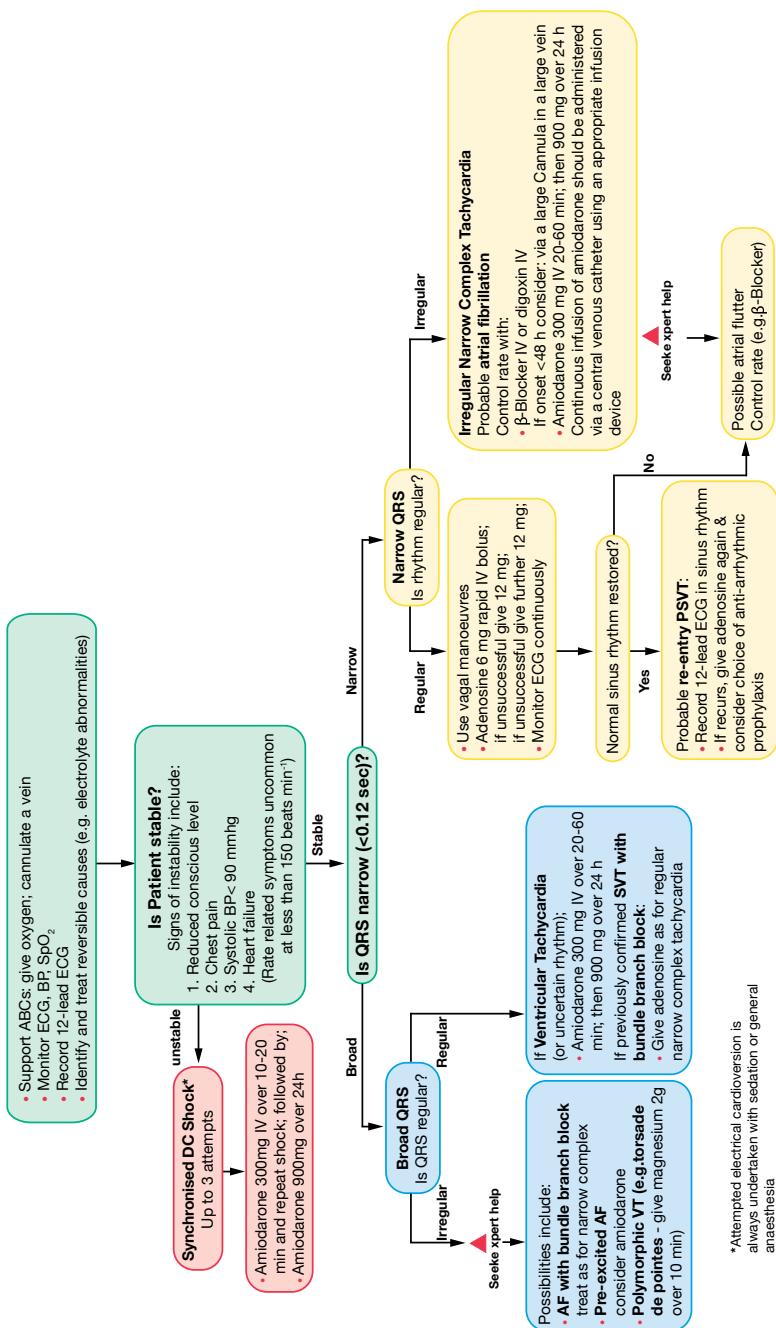 • Support ABCs: give oxygen; cannulate a vein
• Monitor ECG, BP, SpO₂
• Record 12-lead ECG
• Identify and treat reversible causes (e.g. electrolyte abnormalities)
Is Patient stable?
Signs of instability include:
1. Reduced conscious level
2. Chest pain
3. Systolic BP< 90 mmhg
4. Heart failure
(Rate related symptoms uncommon
at less than 150 beats min⁻¹)
unstable
Synchronised DC Shock*
Up to 3 attempts
• Amiodarone 300mg IV over 10-20
min and repeat shock; followed by;
• Amiodarone 900mg over 24h
Stable
Is QRS narrow (<0.12 sec)?
Broad
Narrow
Broad QRS
Is QRS regular?
Irregular
Regular
Seeke xpert help
Possibilities include:
• AF with bundle branch block
treat as for narrow complex
• Pre-excited AF
consider amiodarone
• Polymorphic VT (e.g.torsade
de pointes - give magnesium 2g
over 10 min)
If Ventricular Tachycardia
(or uncertain rhythm);
• Amiodarone 300 mg IV over 20-60
min; then 900 mg over 24 h
If previously confirmed SVT with
bundle branch block:
• Give adenosine as for regular
narrow complex tachycardia
Narrow QRS
Is rhythm regular?
Regular
Irregular
• Use vagal manoeuvres
• Adenosine 6 mg rapid IV bolus;
if unsuccessful give 12 mg;
if unsuccessful give further 12 mg;
• Monitor ECG continuously
Normal sinus rhythm restored?
Yes
No
Probable re-entry PSVT:
• Record 12-lead ECG in sinus rhythm
• If recurs, give adenosine again &
consider choice of anti-arrhythmic
prophylaxis
Irregular Narrow Complex Tachycardia
Probable atrial fibrillation
Control rate with:
• β-Blocker IV or digoxin IV
If onset <48 h consider: via a large Cannula in a large vein
• Amiodarone 300 mg IV 20-60 min; then 900 mg over 24 h
Continuous infusion of amiodarone should be administered
via a central venous catheter using an appropriate infusion
device
Seeke xpert help
Possible atrial flutter
Control rate (e.g.β-Blocker)
*Attempted electrical cardioversion is
always undertaken with sedation or general
anaesthesia